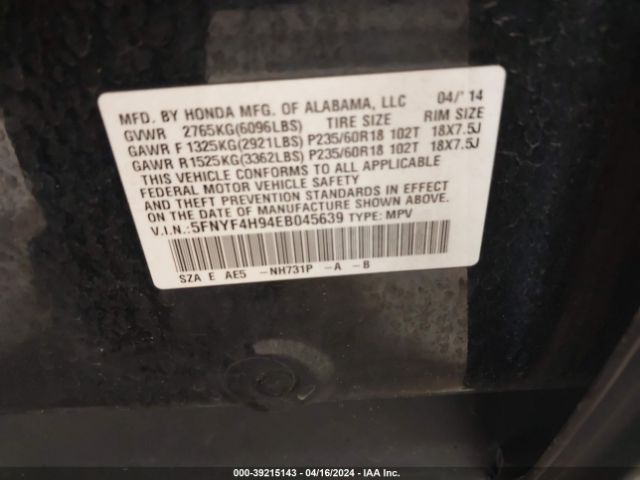 MFD. BY HONDA MFG. OF ALABAMA, LLC 04/'14
GVWR 2765KG(6096LBS) TIRE SIZE RIM SIZE
GAWR F 1325KG(2921LBS) P235/60R18 102T 18X7.5J
GAWR R 1525KG(3362LBS) P235/60R18 102T 18X7.5J
THIS VEHICLE CONFORMS TO ALL APPLICABLE
FEDERAL MOTOR VEHICLE SAFETY
AND THEFT PREVENTION STANDARDS IN EFFECT
ON THE DATE OF MANUFACTURE SHOWN ABOVE.
V.I.N.:5FNYF4H94EB045639 TYPE: MPV
SZA E AE5 -NH731P -A -B
000-39215143 - 04/16/2024 - IAA Inc.